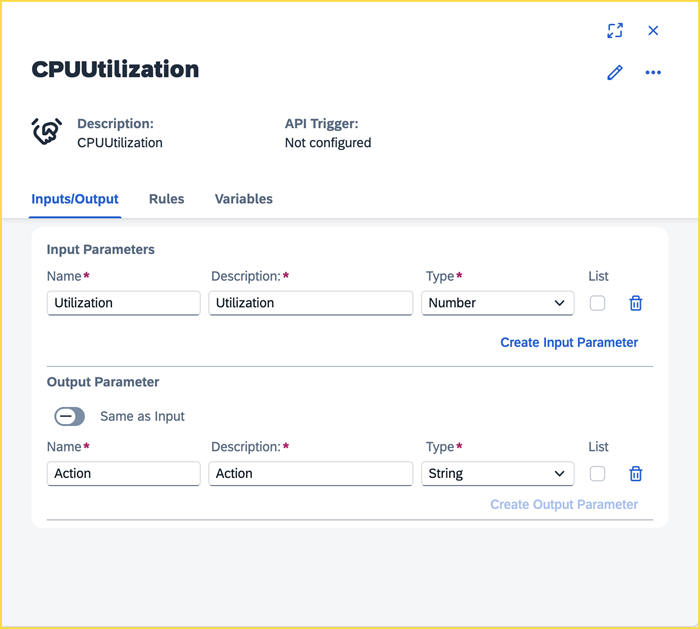 CPUUtilization
Description: API Trigger:
CPUUtilization Not configured
Inputs/Output Rules Variables
Input Parameters
Name* Description:* Type* List
Utilization Utilization Number
Create Input Parameter
Output Parameter
Same as Input
Name* Description:* Type* List
Action Action String
Create Output Parameter